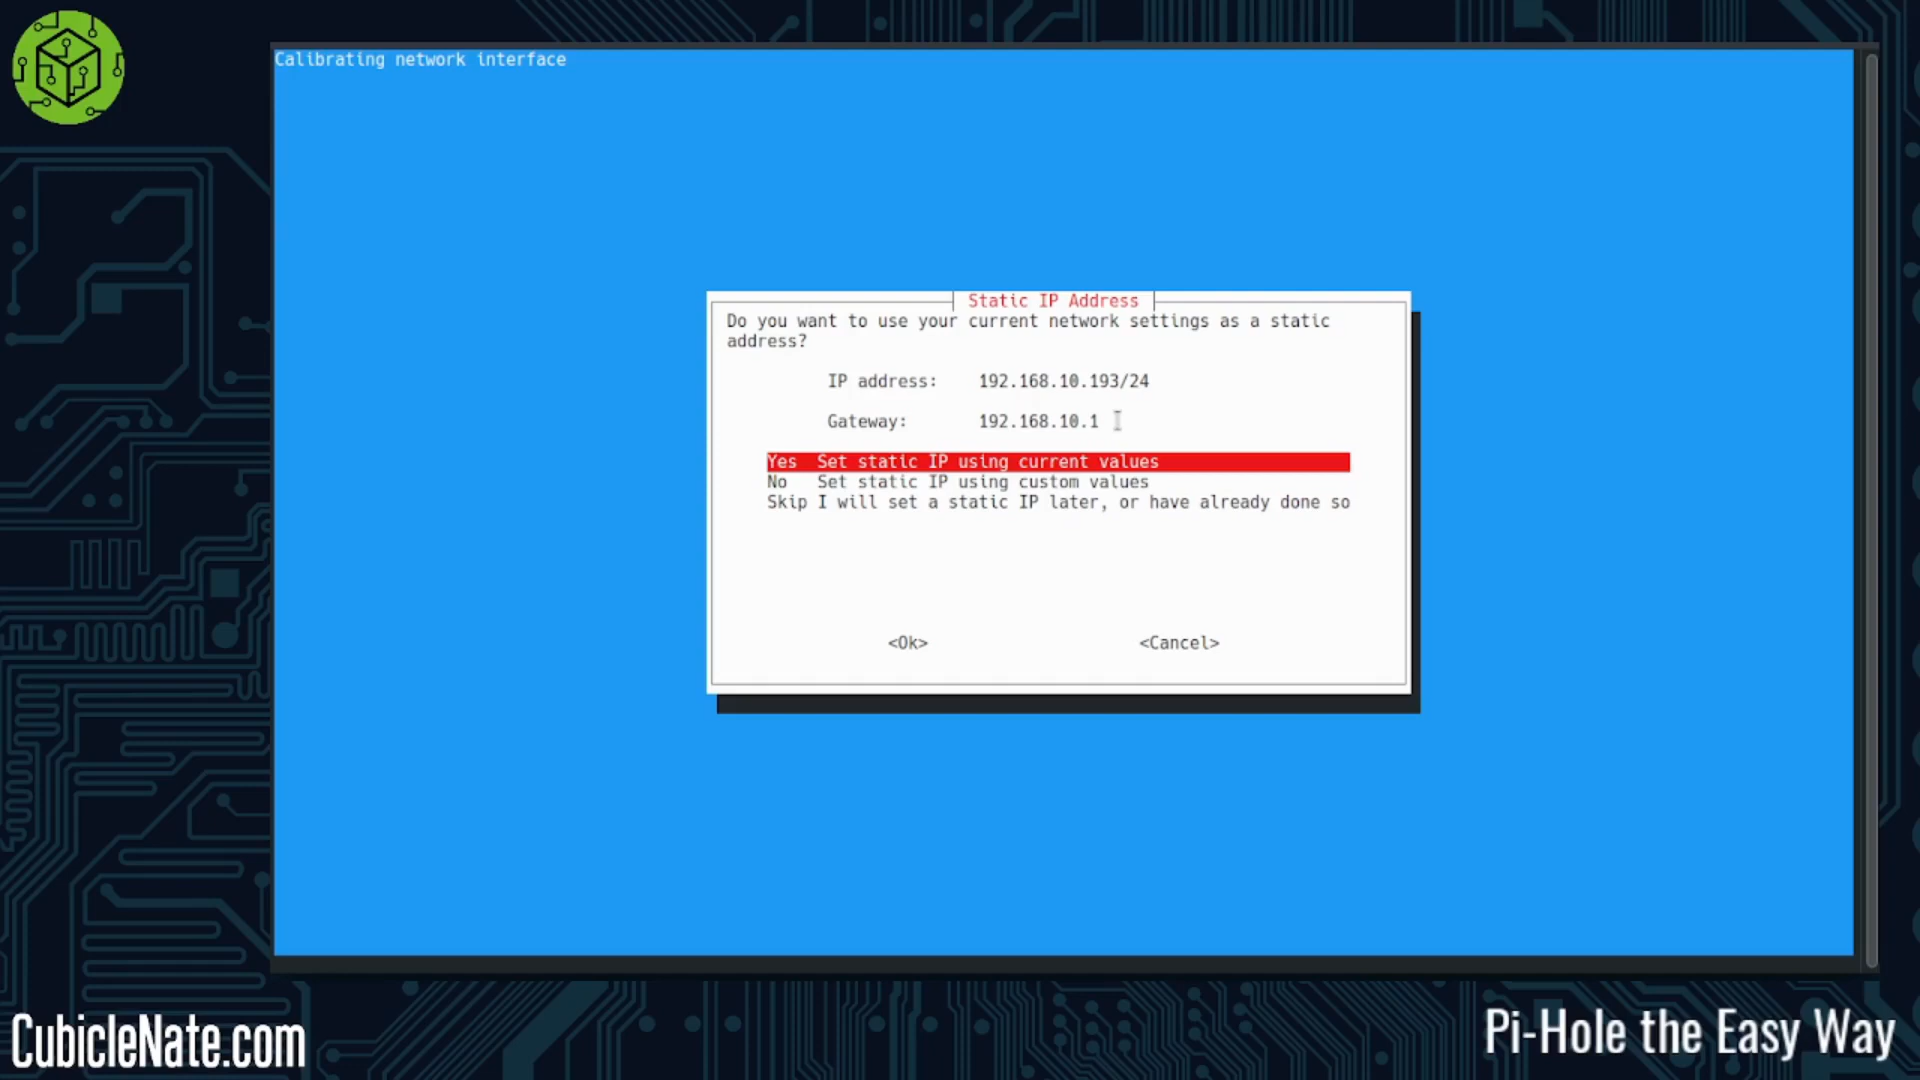 Calibrating network interface
Static IP Address
Do you want to use your current network settings as a static
address?
IP address: 192.168.10.193/24
Gateway: 192.168.10.1
Yes Set static IP using current values
No Set static IP using custom values
Skip I will set a static IP later, or have already done so
<Ok> <Cancel>
CubicleNate.com
Pi-Hole the Easy Way